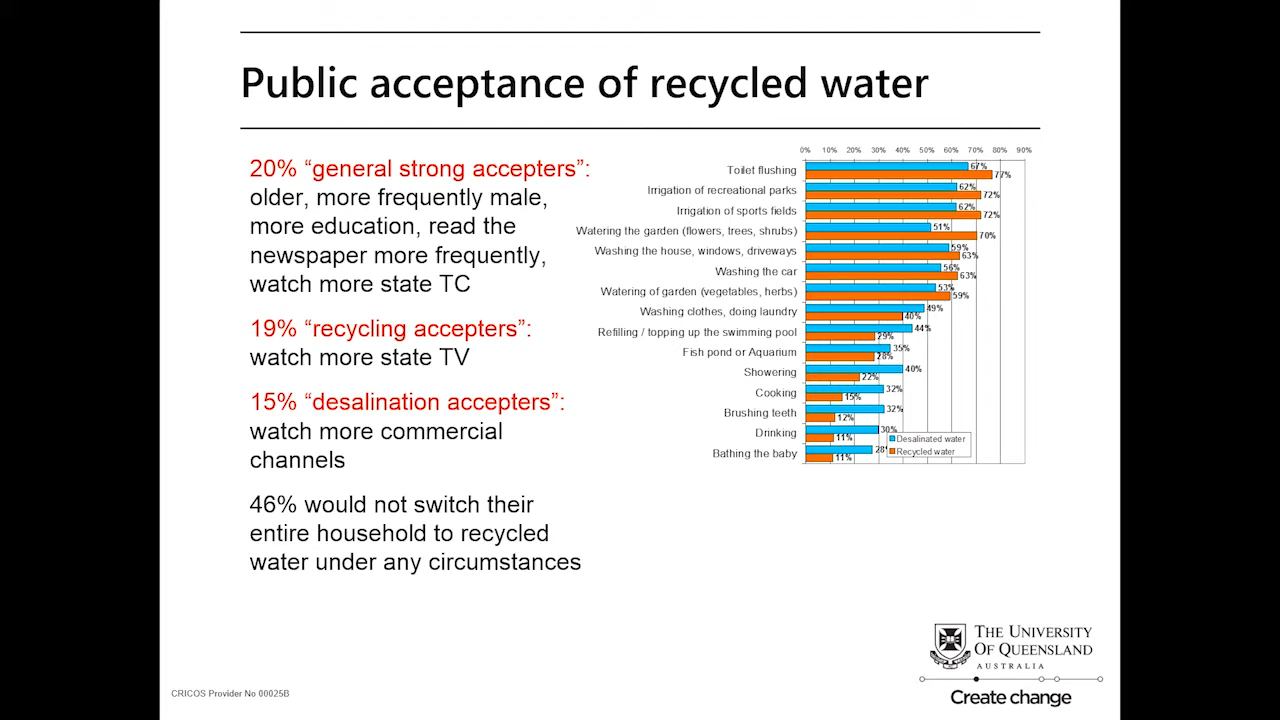 Public acceptance of recycled water
20% “general strong accepters”:
older, more frequently male,
more education, read the
newspaper more frequently,
watch more state TC
19% “recycling accepters”:
watch more state TV
15% “desalination accepters”:
watch more commercial
channels
46% would not switch their
entire household to recycled
water under any circumstances
0% 10% 20% 30% 40% 50% 60% 70% 80% 90%
Toilet flushing 67% 77%
Irrigation of recreational parks 62% 72%
Irrigation of sports fields 62% 72%
Watering the garden (flowers, trees, shrubs) 51% 70%
Washing the house, windows, driveways 59% 63%
Washing the car 56% 63%
Watering of garden (vegetables, herbs) 53% 59%
Washing clothes, doing laundry 49% 40%
Refilling / topping up the swimming pool 44% 29%
Fish pond or Aquarium 35% 28%
Showering 40% 22%
Cooking 32% 15%
Brushing teeth 32% 12%
Drinking 30% 11%
Bathing the baby 28% 11%
Desalinated water
Recycled water
THE UNIVERSITY
OF QUEENSLAND
AUSTRALIA
Create change
CRICOS Provider No 00025B